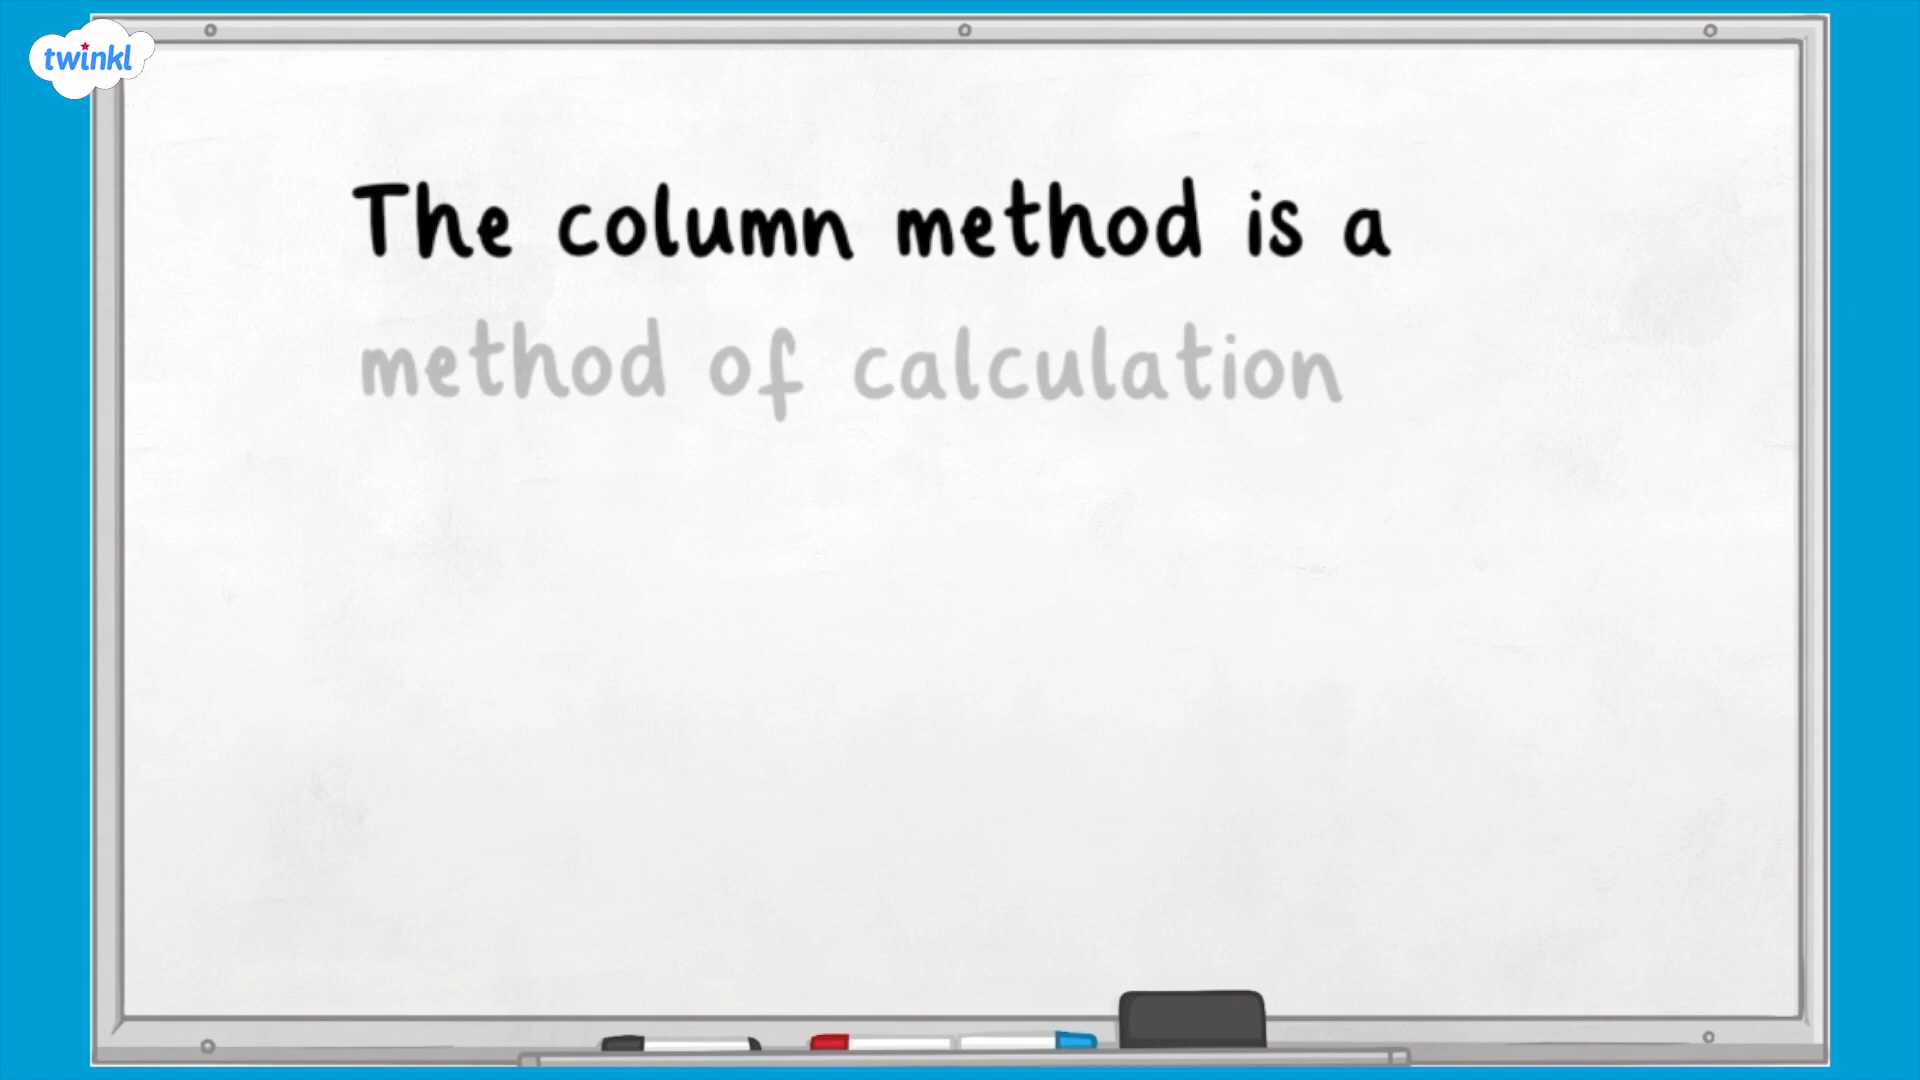 twinkl
The column method is a
method of calculation